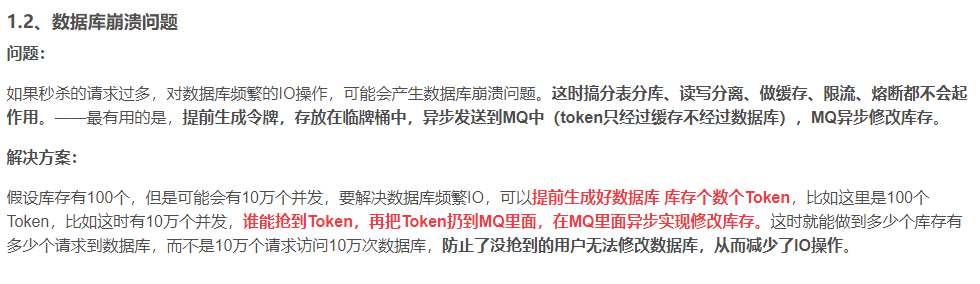 1.2、数据库崩溃问题
问题：
如果秒杀的请求过多，对数据库频繁的IO操作，可能会产生数据库崩溃问题。这时搞分表分库、读写分离、做缓存、限流、熔断都不会起
作用。——最有用的是，提前生成令牌，存放在临牌桶中，异步发送到MQ中（token只经过缓存不经过数据库），MQ异步修改库存。
解决方案：
假设库存有100个，但是可能会有10万个并发，要解决数据库频繁IO，可以提前生成好数据库 库存个数个Token，比如这里是100个
Token，比如这时有10万个并发，谁能抢到Token，再把Token扔到MQ里面，在MQ里面异步实现修改库存。这时就能做到多少个库存有
多少个请求到数据库，而不是10万个请求访问10万次数据库，防止了没抢到的用户无法修改数据库，从而减少了IO操作。